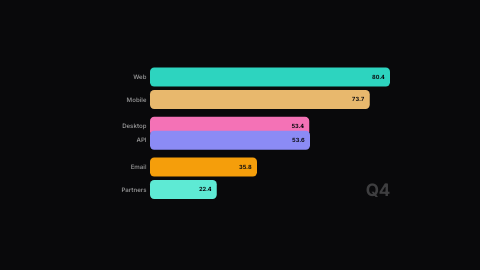 Web 80.4
Mobile 73.7
Desktop 53.4
API 53.6
Email 35.8
Partners 22.4
Q4